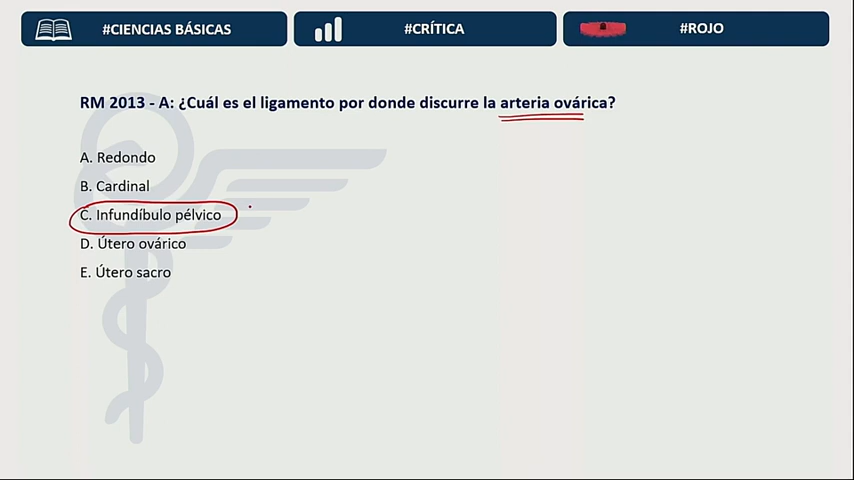 #CIENCIAS BÁSICAS
#CRÍTICA
#ROJO
RM 2013 - A: ¿Cuál es el ligamento por donde discurre la arteria ovárica?
A. Redondo
B. Cardinal
C. Infundíbulo pélvico
D. Útero ovárico
E. Útero sacro